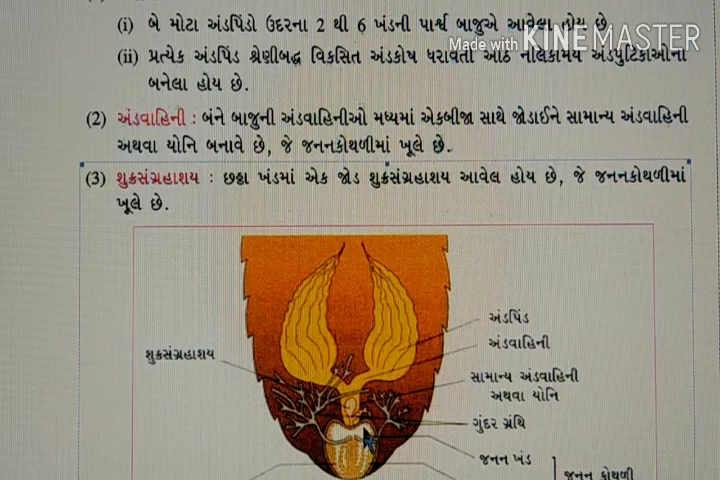 (i) બે મોટા અંડપિંડો ઉદરના 2 થી 6 ખંડની પાર્શ્વ બાજુએ આવેલા હોય છે.
Made with KINEMASTER
(ii) પ્રત્યેક અંડપિંડ શ્રેણીબદ્ધ વિકસિત અંડકોષ ધરાવતી આઠ નલિકામય અંડપુટિકાઓના
બનેલા હોય છે.
(2) અંડવાહિની : બંને બાજુની અંડવાહિનીઓ મધ્યમાં એકબીજા સાથે જોડાઈને સામાન્ય અંડવાહિની
અથવા યોનિ બનાવે છે, જે જનનકોથળીમાં ખૂલે છે.
(3) શુક્રસંગ્રહાશય : છઠ્ઠા ખંડમાં એક જોડ શુક્રસંગ્રહાશય આવેલ હોય છે, જે જનનકોથળીમાં
ખૂલે છે.
અંડપિંડ
અંડવાહિની
શુક્રસંગ્રહાશય
સામાન્ય અંડવાહિની
અથવા યોનિ
ગુંદર ગ્રંથિ
જનન ખંડ
જનન કોથળી